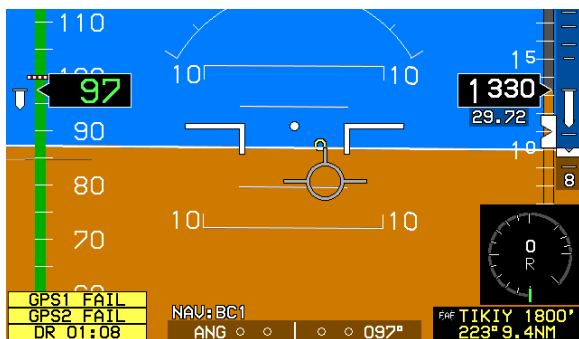 110
97
90
80
70
10 10
10 10
15
1330
29.72
10
8
0
R
GPS1 FAIL
GPS2 FAIL
DR 01:08
NAV:BC1
ANG 097°
FAF TIKIY 1800'
223° 9.4NM